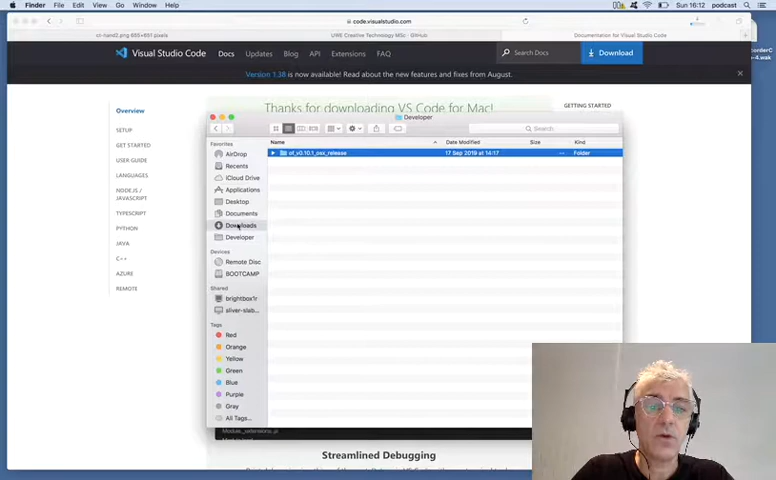 Finder File Edit View Go Window Help
Sun 16:12 podcast
code.visualstudio.com
UWE Creative Technology MSc - GitHub
Documentation for Visual Studio Code
Visual Studio Code Docs Updates Blog API Extensions FAQ Search Docs Download
Version 1.38 is now available! Read about the new features and fixes from August.
Overview
SETUP
GET STARTED
USER GUIDE
LANGUAGES
NODE.JS /
JAVASCRIPT
TYPESCRIPT
PYTHON
JAVA
C++
AZURE
REMOTE
Thanks for downloading VS Code for Mac!
GETTING STARTED
Developer
Search
Name Date Modified Size Kind
of_v0.10.1_osx_release 17 Sep 2019 at 14:17 -- Folder
Favorites
AirDrop
Recents
iCloud Drive
Applications
Desktop
Documents
Downloads
Developer
Devices
Remote Disc
BOOTCAMP
Shared
brightbox1r
sliver-slab...
Tags
Red
Orange
Yellow
Green
Blue
Purple
Gray
All Tags...
Streamlined Debugging